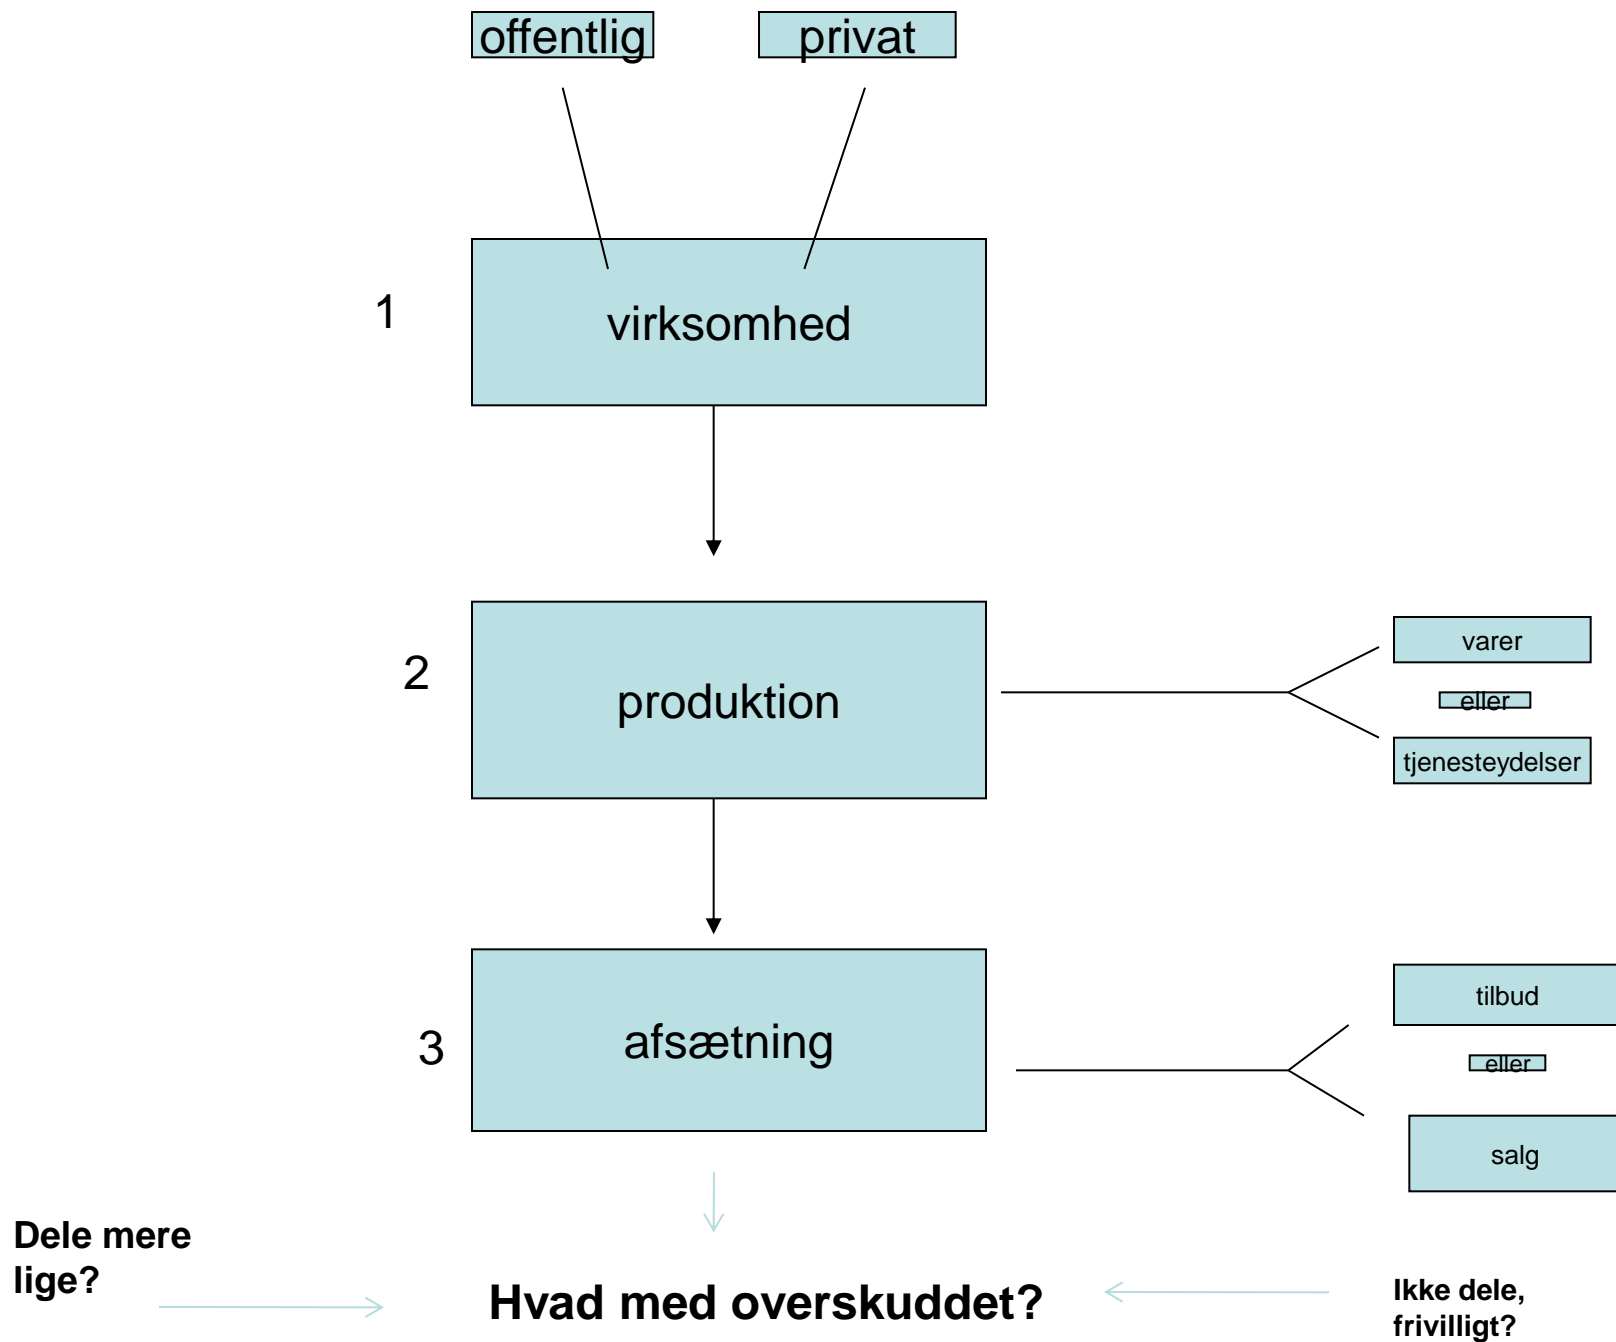 offentlig
privat
1
virksomhed
2
produktion
varer
eller
tjenesteydelser
3
afsætning
tilbud
eller
salg
Dele mere
lige?
Hvad med overskuddet?
Ikke dele,
frivilligt?